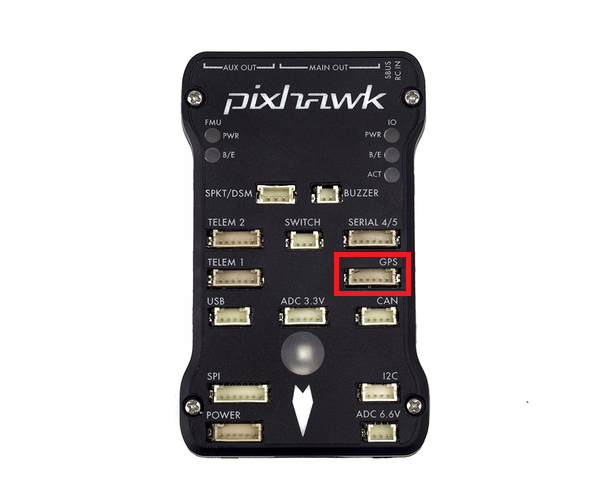 AUX OUT MAIN OUT SBUS
RC IN
pixhawk
FMU IO
PWR PWR
B/E B/E
ACT
SPKT/DSM BUZZER
TELEM 2 SWITCH SERIAL 4/5
TELEM 1 GPS
USB ADC 3.3V CAN
SPI I2C
POWER ADC 6.6V